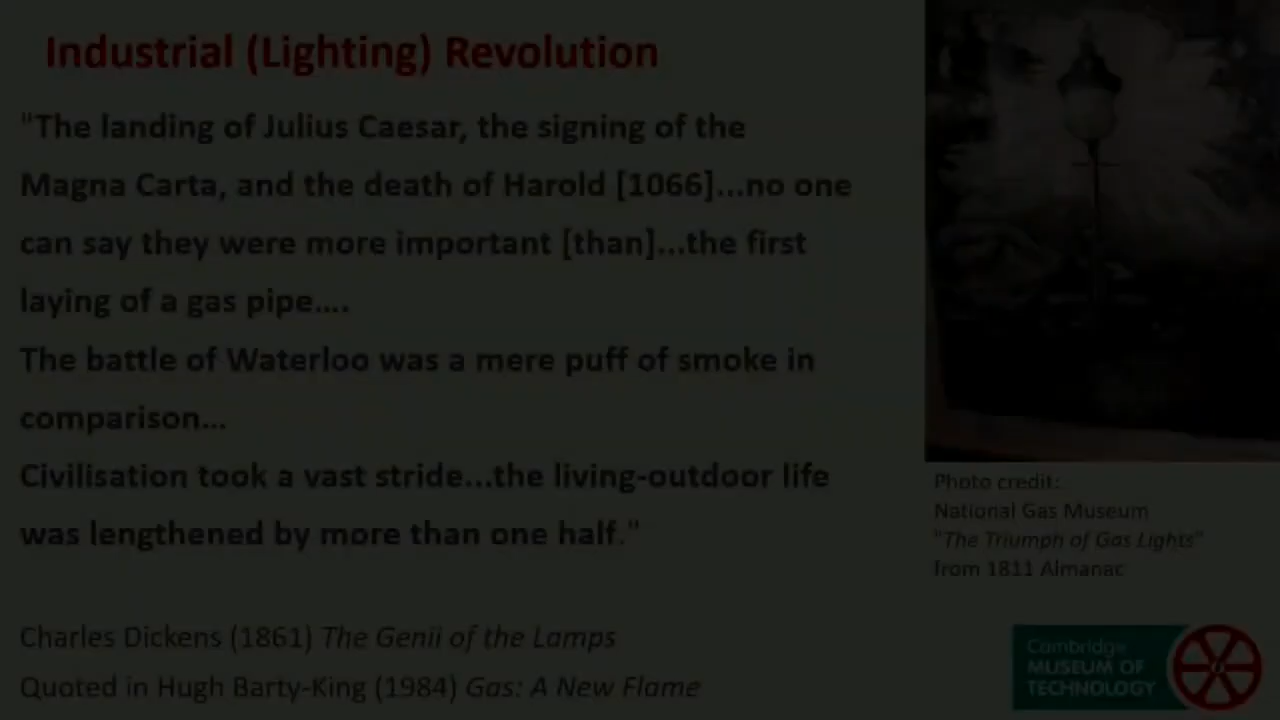 Industrial (Lighting) Revolution
"The landing of Julius Caesar, the signing of the
Magna Carta, and the death of Harold [1066]...no one
can say they were more important [than]...the first
laying of a gas pipe....
The battle of Waterloo was a mere puff of smoke in
comparison...
Civilisation took a vast stride...the living-outdoor life
was lengthened by more than one half."
Charles Dickens (1861) The Genii of the Lamps
Quoted in Hugh Barty-King (1984) Gas: A New Flame
Photo credit:
National Gas Museum
"The Triumph of Gas Lights"
from 1811 Almanac
Cambridge
MUSEUM OF
TECHNOLOGY